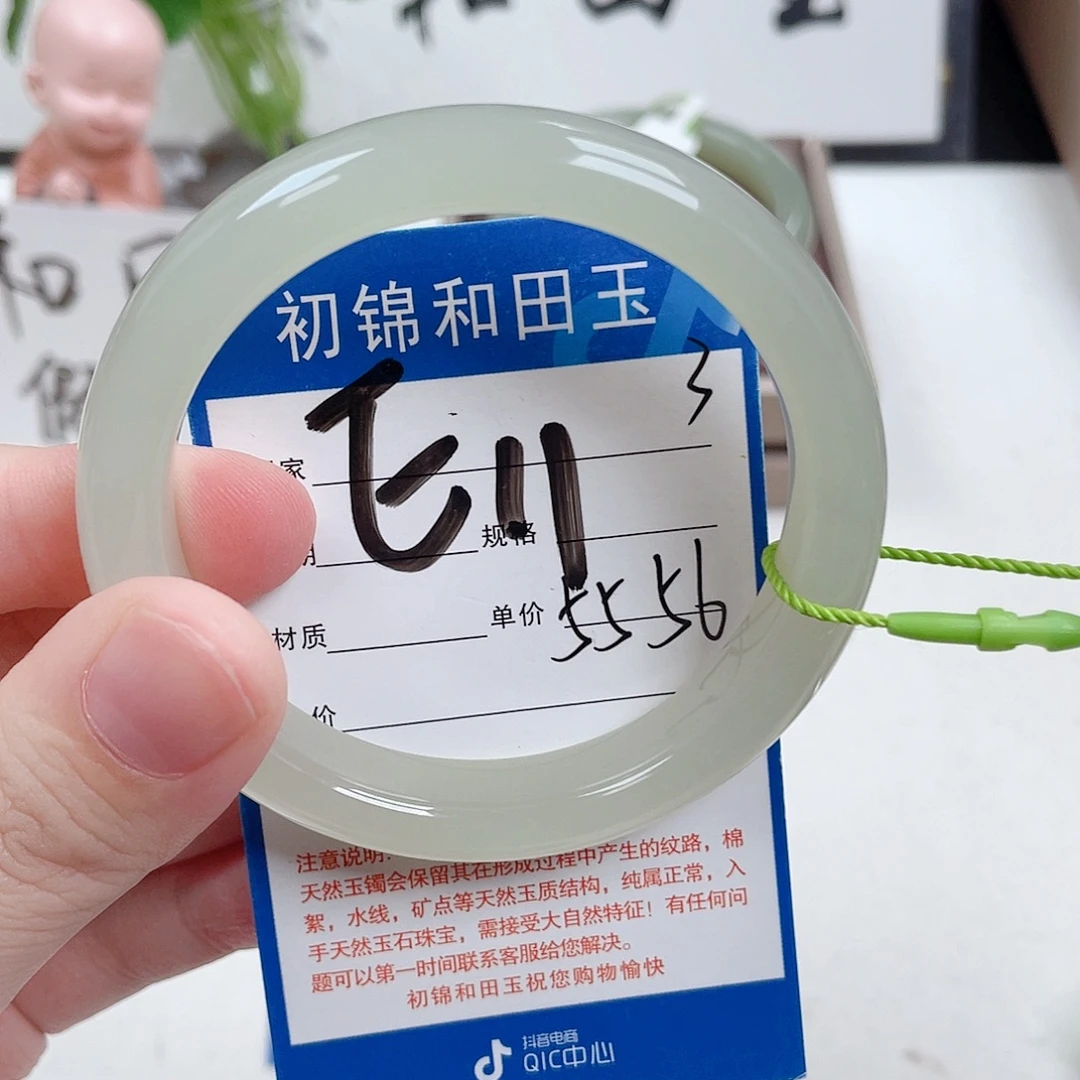 初锦和田玉
3
家
规格
5556
材质 单价
价
注意说明:
天然玉镯会保留其在形成过程中产生的纹路，棉
絮，水线，矿点等天然玉质结构，纯属正常，入
手天然玉石珠宝，需接受大自然特征！有任何问
题可以第一时间联系客服给您解决。
初锦和田玉祝您购物愉快
抖音电商
QIC中心